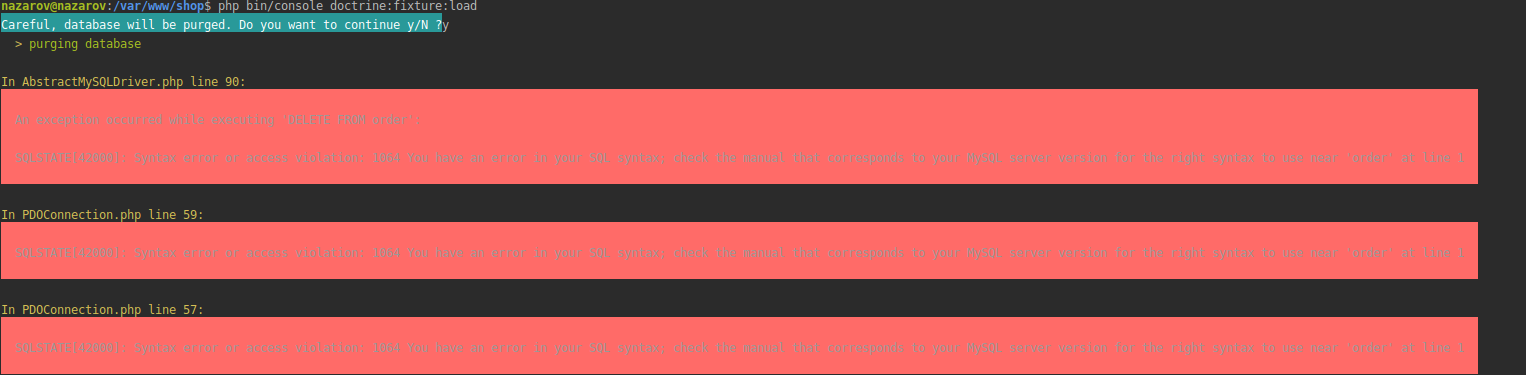 nazarov@nazarov:/var/www/shop$ php bin/console doctrine:fixture:load
Careful, database will be purged. Do you want to continue y/N ?y
> purging database
In AbstractMySQLDriver.php line 90:
An exception occurred while executing 'DELETE FROM order':
SQLSTATE[42000]: Syntax error or access violation: 1064 You have an error in your SQL syntax; check the manual that corresponds to your MySQL server version for the right syntax to use near 'order' at line 1
In PDOConnection.php line 59:
SQLSTATE[42000]: Syntax error or access violation: 1064 You have an error in your SQL syntax; check the manual that corresponds to your MySQL server version for the right syntax to use near 'order' at line 1
In PDOConnection.php line 57:
SQLSTATE[42000]: Syntax error or access violation: 1064 You have an error in your SQL syntax; check the manual that corresponds to your MySQL server version for the right syntax to use near 'order' at line 1